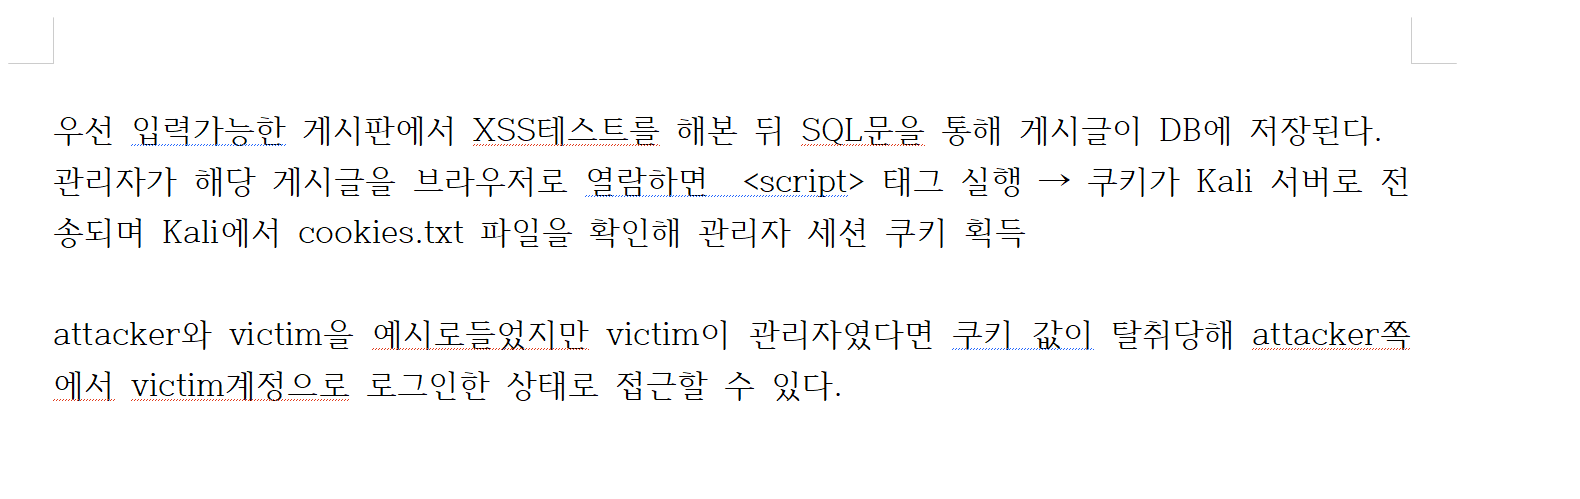 우선 입력가능한 게시판에서 XSS테스트를 해본 뒤 SQL문을 통해 게시글이 DB에 저장된다.
관리자가 해당 게시글을 브라우저로 열람하면  <script> 태그 실행 → 쿠키가 Kali 서버로 전
송되며 Kali에서 cookies.txt 파일을 확인해 관리자 세션 쿠키 획득
attacker와 victim을 예시로들었지만 victim이 관리자였다면 쿠키 값이 탈취당해 attacker쪽
에서 victim계정으로 로그인한 상태로 접근할 수 있다.